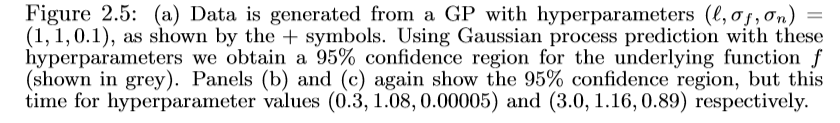 Figure 2.5: (a) Data is generated from a GP with hyperparameters (ℓ, σf, σn) =
(1, 1, 0.1), as shown by the + symbols. Using Gaussian process prediction with these
hyperparameters we obtain a 95% confidence region for the underlying function f
(shown in grey). Panels (b) and (c) again show the 95% confidence region, but this
time for hyperparameter values (0.3, 1.08, 0.00005) and (3.0, 1.16, 0.89) respectively.